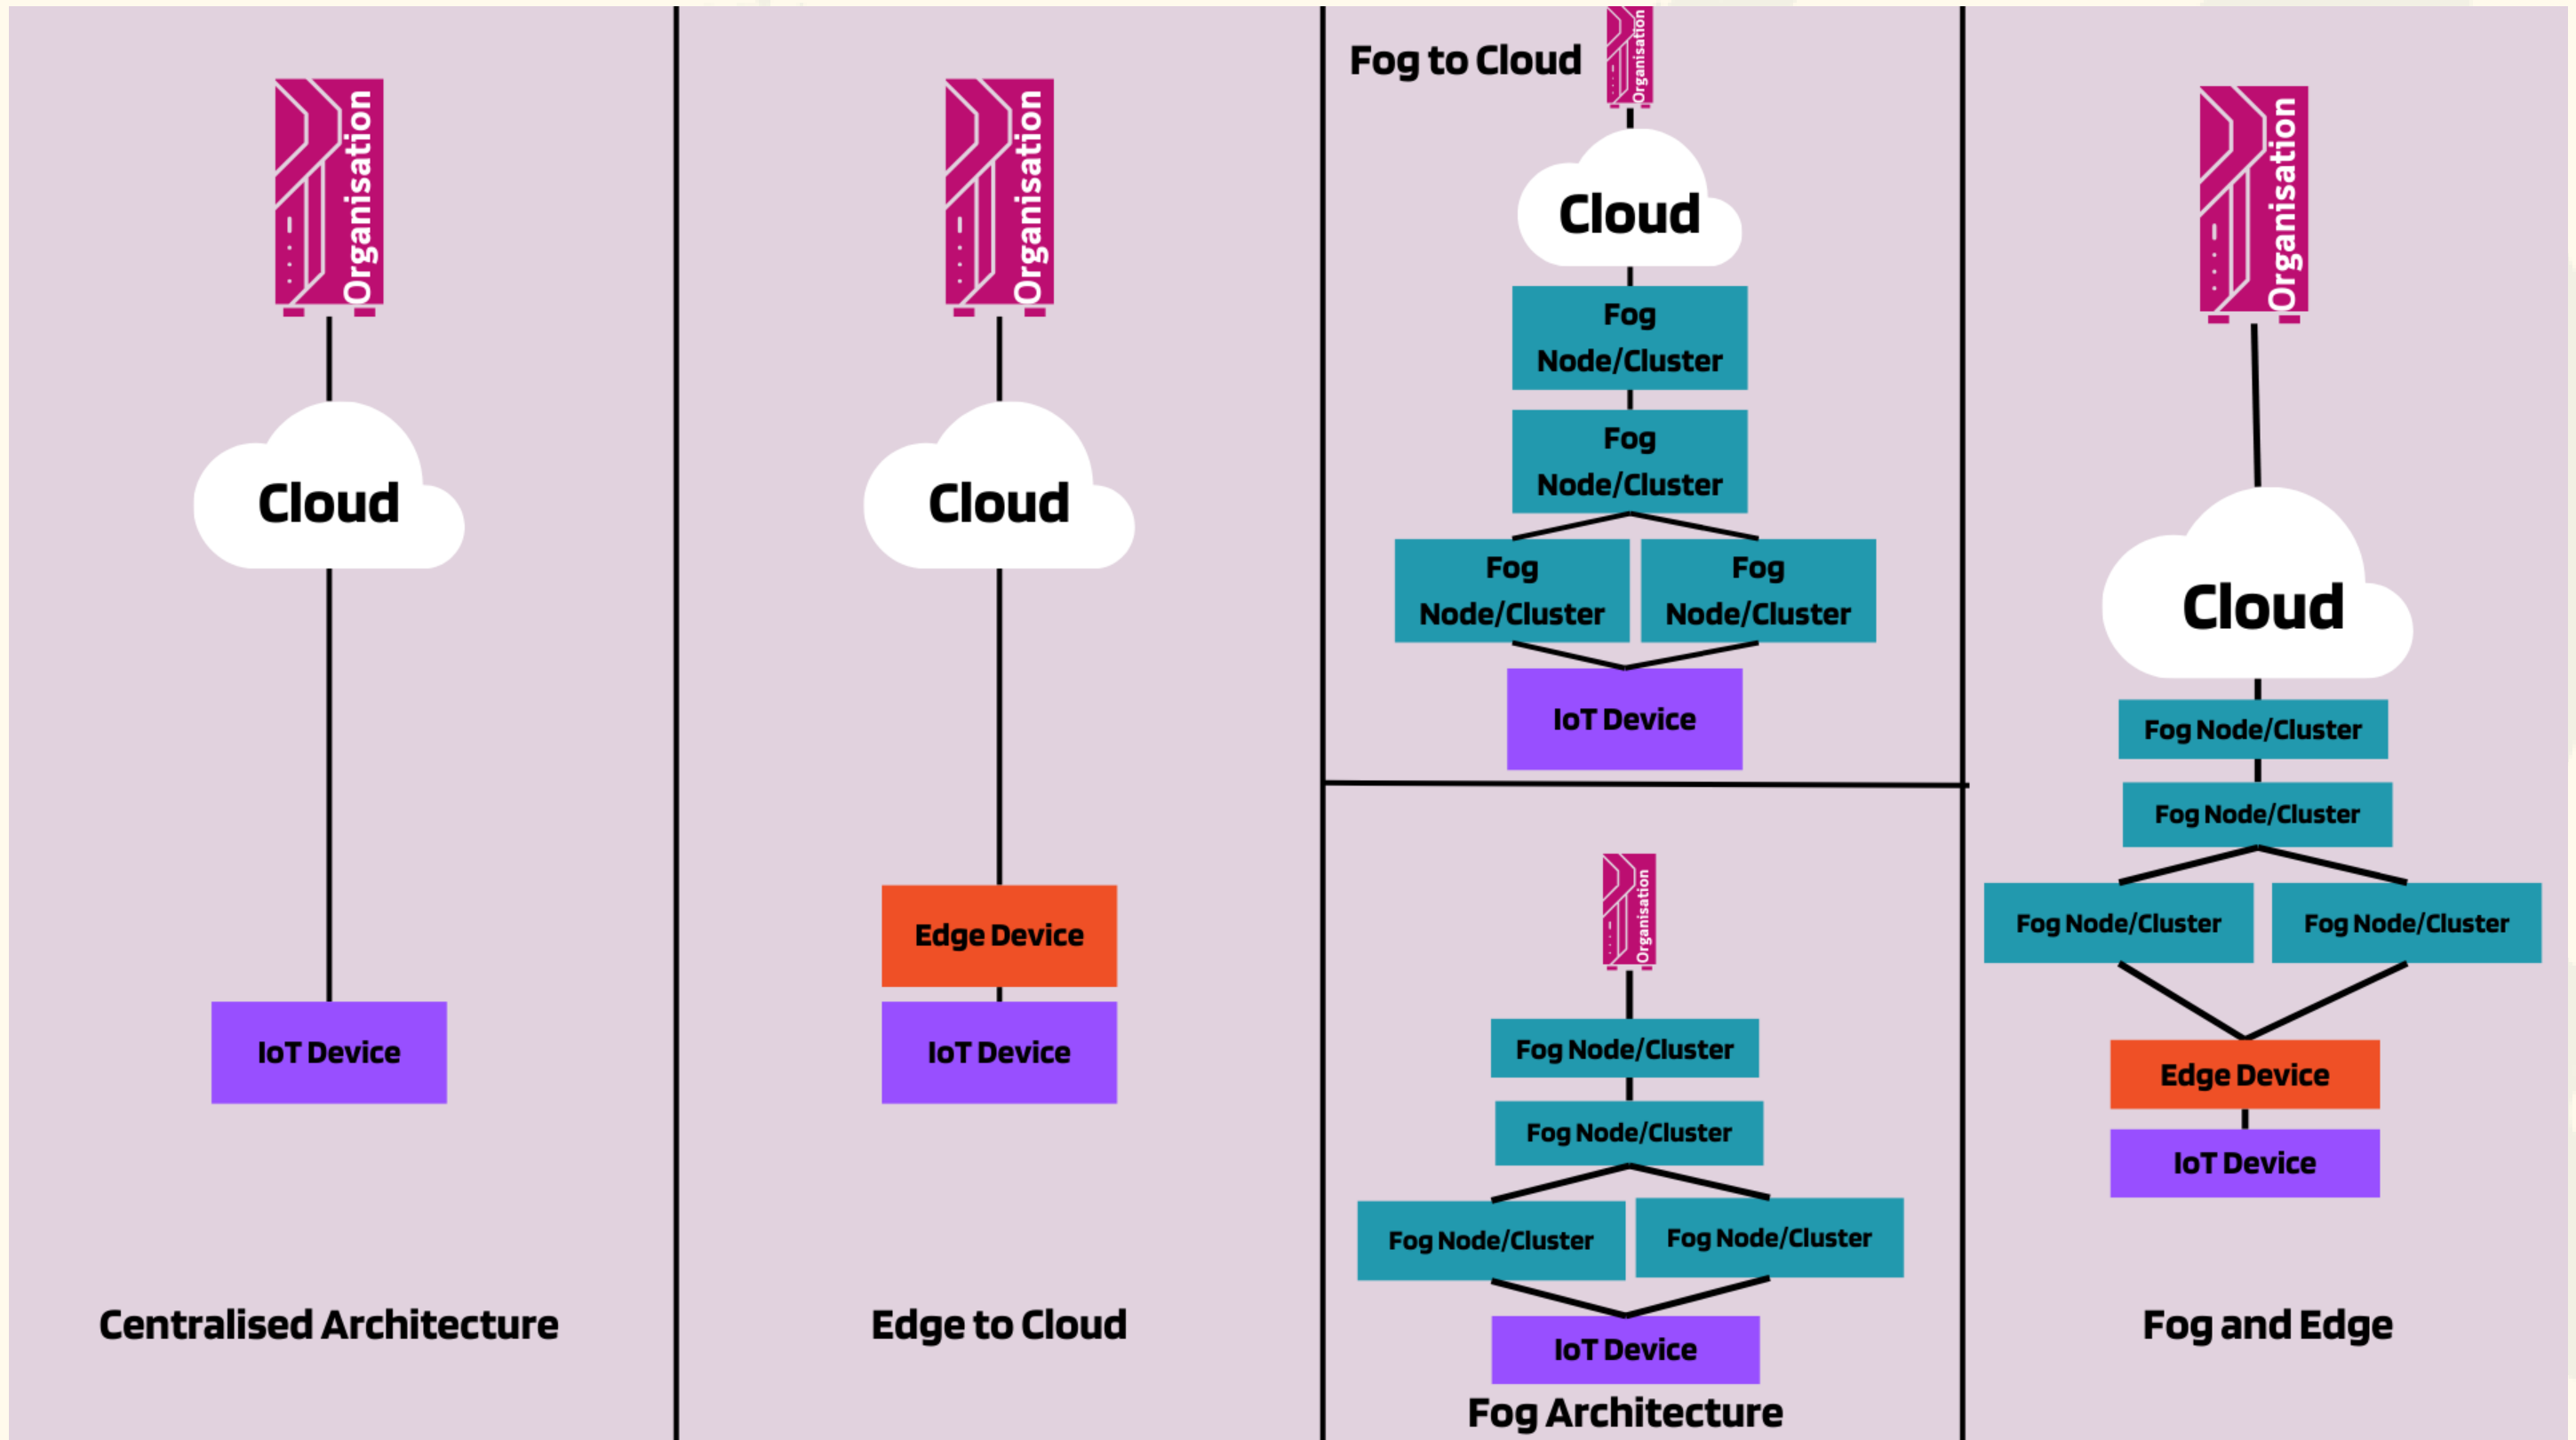 Organisation
Cloud
IoT Device
Centralised Architecture
Organisation
Cloud
Edge Device
IoT Device
Edge to Cloud
Fog to Cloud
Organisation
Cloud
Fog
Node/Cluster
Fog
Node/Cluster
Fog
Node/Cluster
Fog
Node/Cluster
IoT Device
Organisation
Fog Node/Cluster
Fog Node/Cluster
Fog Node/Cluster
Fog Node/Cluster
IoT Device
Fog Architecture
Organisation
Cloud
Fog Node/Cluster
Fog Node/Cluster
Fog Node/Cluster
Fog Node/Cluster
Edge Device
IoT Device
Fog and Edge